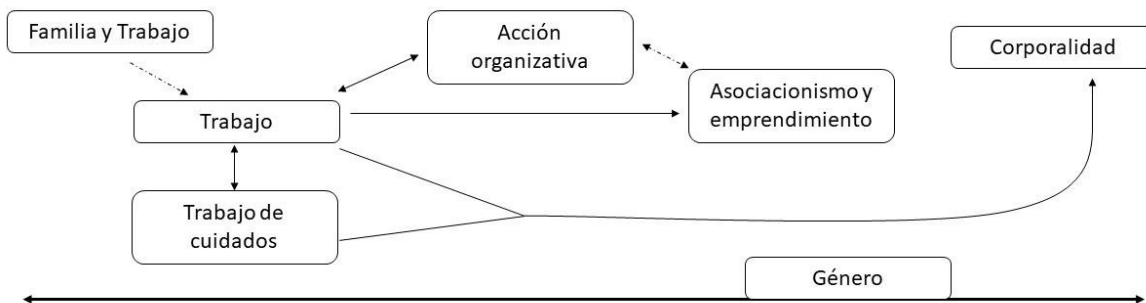 Familia y Trabajo
Acción
organizativa
Corporalidad
Asociacionismo y
emprendimiento
Trabajo
Trabajo de
cuidados
Género